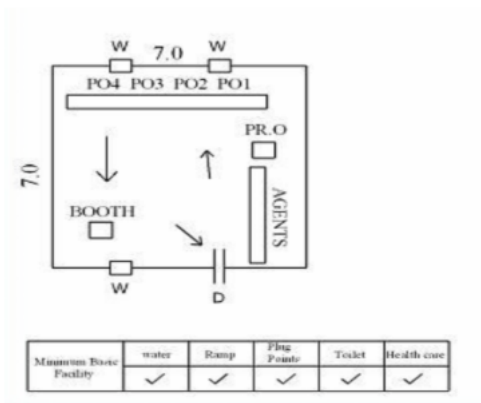 W W
7.0
PO4 PO3 PO2 PO1
PR.O
7.0
AGENTS
BOOTH
W
D
Minimum Basic Facility water Ramp Plug Points Toilet Health care